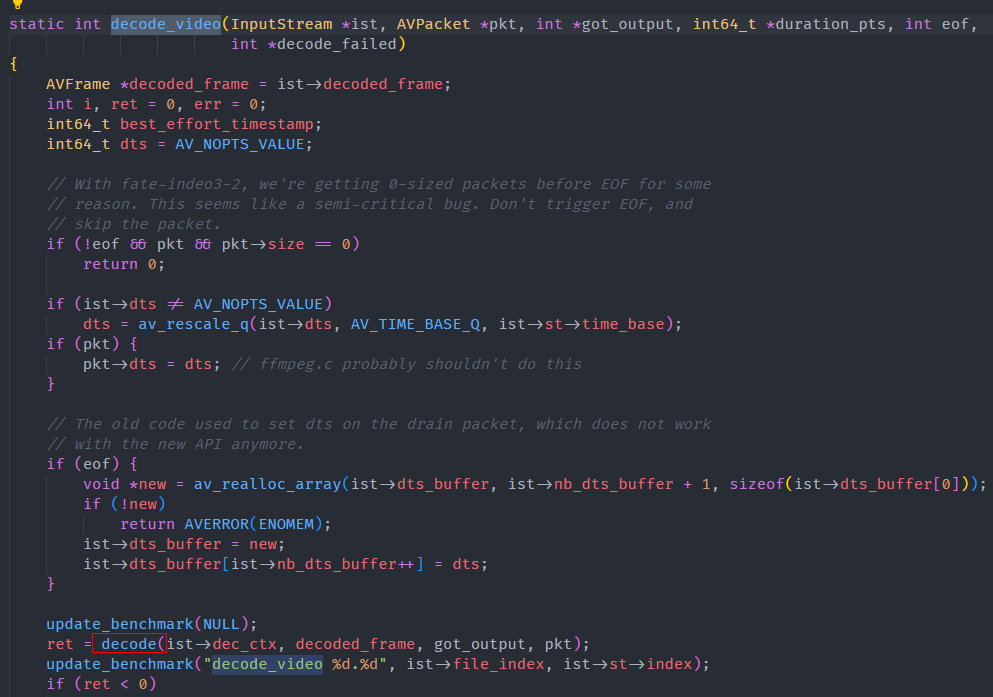 static int decode_video(InputStream *ist, AVPacket *pkt, int *got_output, int64_t *duration_pts, int eof,
                        int *decode_failed)
{
    AVFrame *decoded_frame = ist->decoded_frame;
    int i, ret = 0, err = 0;
    int64_t best_effort_timestamp;
    int64_t dts = AV_NOPTS_VALUE;

    // With fate-indeo3-2, we're getting 0-sized packets before EOF for some
    // reason. This seems like a semi-critical bug. Don't trigger EOF, and
    // skip the packet.
    if (!eof && pkt && pkt->size == 0)
        return 0;

    if (ist->dts != AV_NOPTS_VALUE)
        dts = av_rescale_q(ist->dts, AV_TIME_BASE_Q, ist->st->time_base);
    if (pkt) {
        pkt->dts = dts; // ffmpeg.c probably shouldn't do this
    }

    // The old code used to set dts on the drain packet, which does not work
    // with the new API anymore.
    if (eof) {
        void *new = av_realloc_array(ist->dts_buffer, ist->nb_dts_buffer + 1, sizeof(ist->dts_buffer[0]));
        if (!new)
            return AVERROR(ENOMEM);
        ist->dts_buffer = new;
        ist->dts_buffer[ist->nb_dts_buffer++] = dts;
    }

    update_benchmark(NULL);
    ret = decode(ist->dec_ctx, decoded_frame, got_output, pkt);
    update_benchmark("decode_video %d.%d", ist->file_index, ist->st->index);
    if (ret < 0)